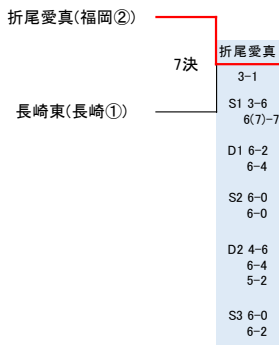 折尾愛真(福岡②)
7決
折尾愛真
3-1
長崎東(長崎①)
S1 3-6
6(7)-7
D1 6-2
6-4
S2 6-0
6-0
D2 4-6
6-4
5-2
S3 6-0
6-2